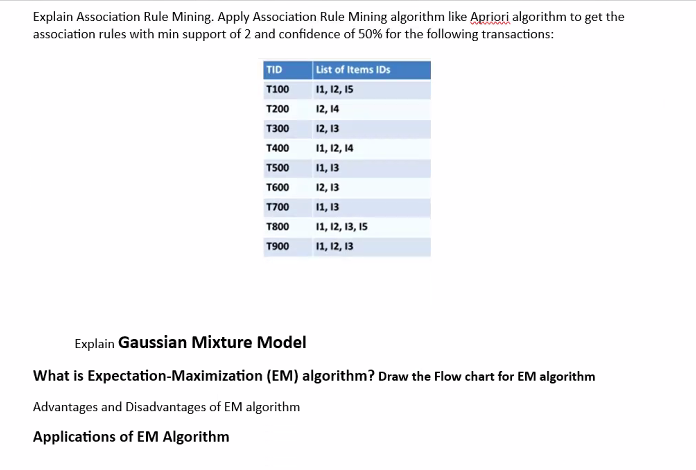 Explain Association Rule Mining. Apply Association Rule Mining algorithm like Apriori algorithm to get the
association rules with min support of 2 and confidence of 50% for the following transactions:
TID List of Items IDs
T100 I1, I2, I5
T200 I2, I4
T300 I2, I3
T400 I1, I2, I4
T500 I1, I3
T600 I2, I3
T700 I1, I3
T800 I1, I2, I3, I5
T900 I1, I2, I3
Explain Gaussian Mixture Model
What is Expectation-Maximization (EM) algorithm? Draw the Flow chart for EM algorithm
Advantages and Disadvantages of EM algorithm
Applications of EM Algorithm